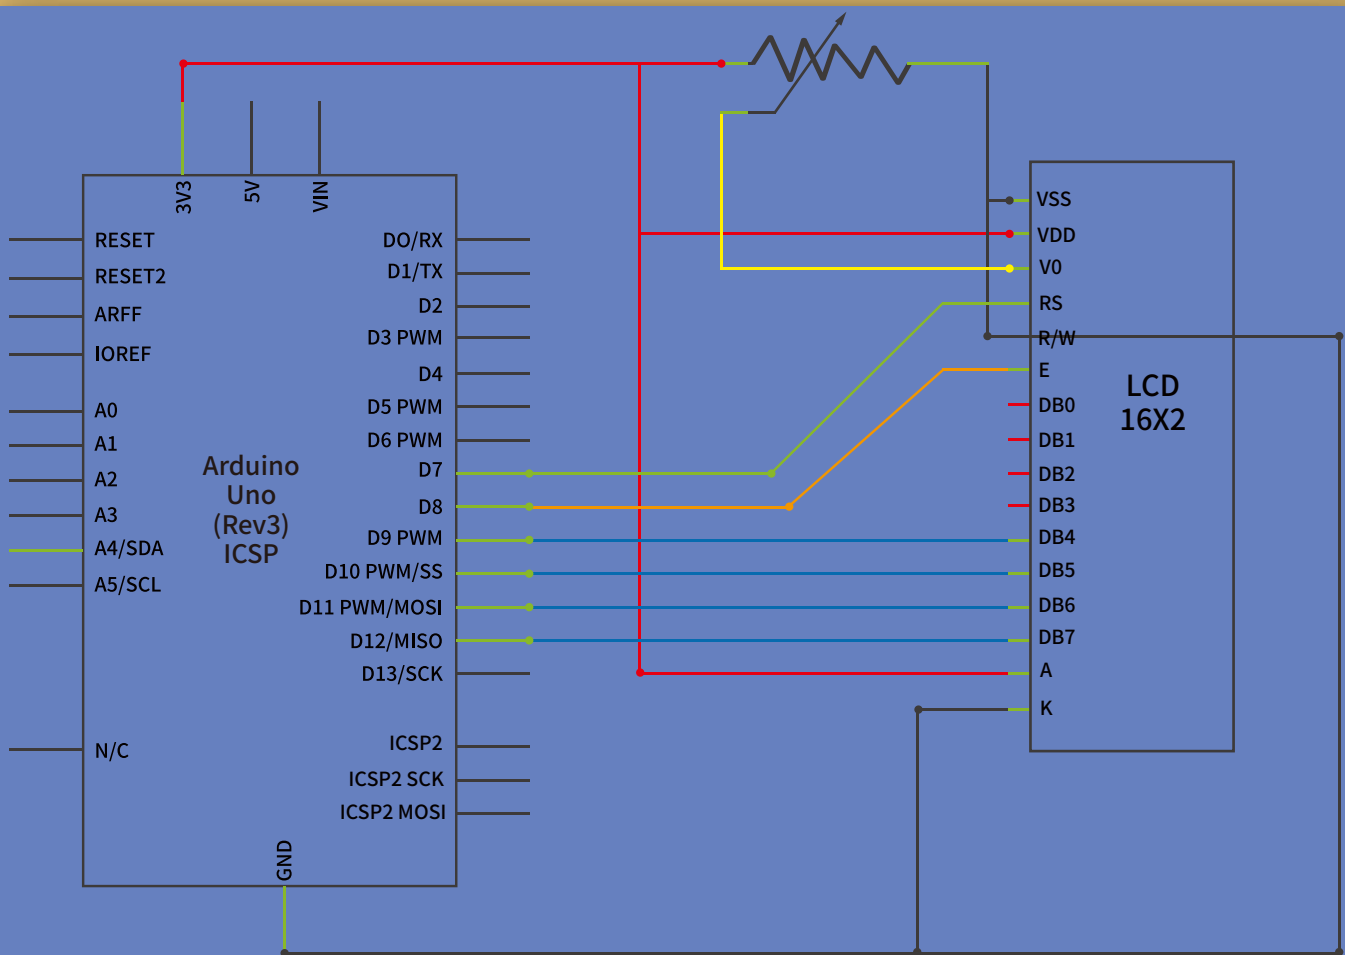 3V3
5V
VIN
RESET
RESET2
ARFF
IOREF
A0
A1
A2
A3
A4/SDA
A5/SCL
N/C
Arduino
Uno
(Rev3)
ICSP
DO/RX
D1/TX
D2
D3 PWM
D4
D5 PWM
D6 PWM
D7
D8
D9 PWM
D10 PWM/SS
D11 PWM/MOSI
D12/MISO
D13/SCK
ICSP2
ICSP2 SCK
ICSP2 MOSI
GND
VSS
VDD
V0
RS
R/W
E
DB0
DB1
DB2
DB3
DB4
DB5
DB6
DB7
A
K
LCD
16X2